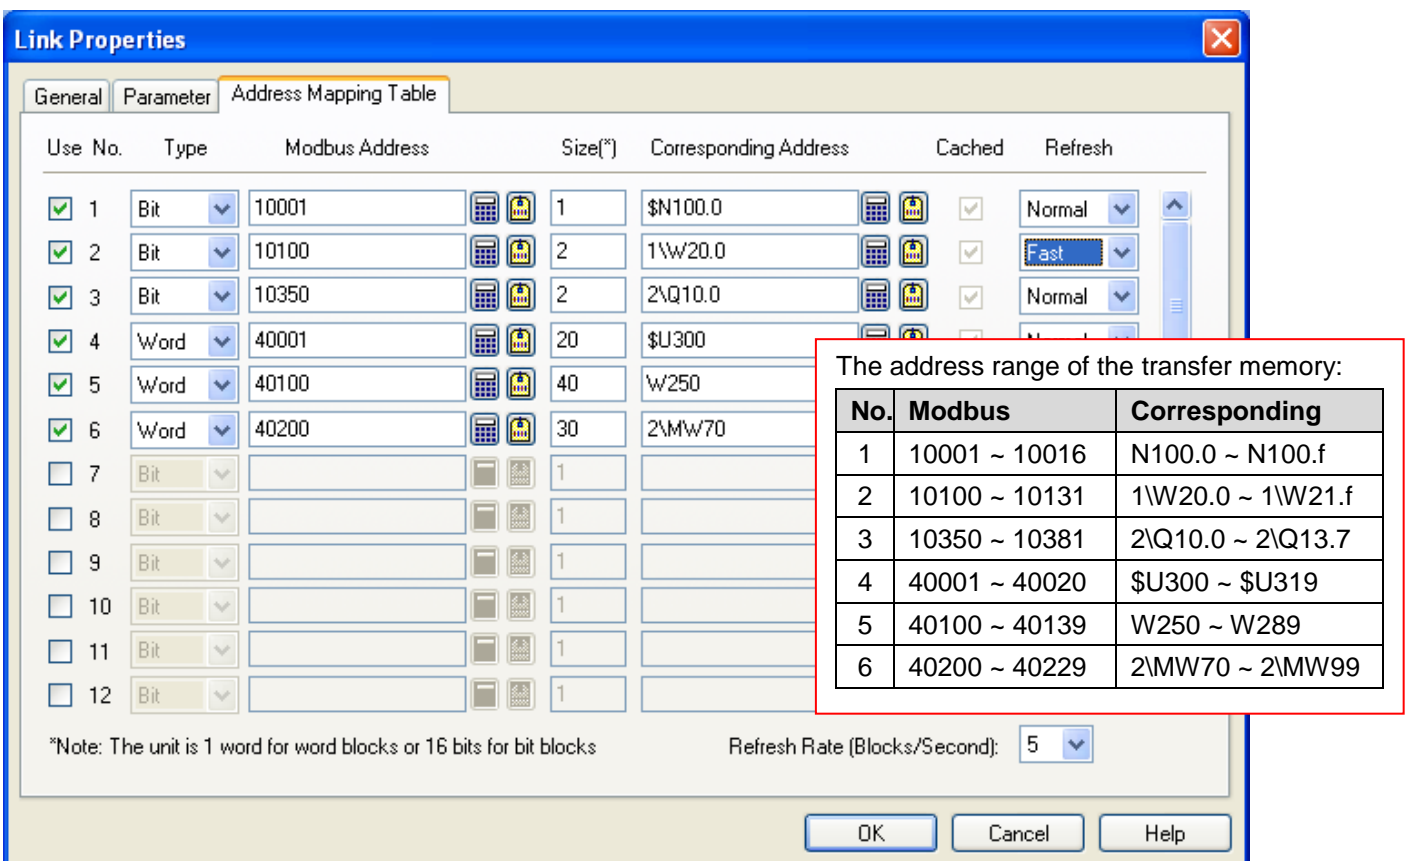 Link Properties
General Parameter Address Mapping Table
Use No. Type Modbus Address Size(*) Corresponding Address Cached Refresh
1 Bit 10001 1 $N100.0 Normal
2 Bit 10100 2 1\W20.0 Fast
3 Bit 10350 2 2\Q10.0 Normal
4 Word 40001 20 $U300
5 Word 40100 40 W250
6 Word 40200 30 2\MW70
7 Bit 1
8 Bit 1
9 Bit 1
10 Bit 1
11 Bit 1
12 Bit 1
The address range of the transfer memory:
No. Modbus Corresponding
1 10001 ~ 10016 N100.0 ~ N100.f
2 10100 ~ 10131 1\W20.0 ~ 1\W21.f
3 10350 ~ 10381 2\Q10.0 ~ 2\Q13.7
4 40001 ~ 40020 $U300 ~ $U319
5 40100 ~ 40139 W250 ~ W289
6 40200 ~ 40229 2\MW70 ~ 2\MW99
*Note: The unit is 1 word for word blocks or 16 bits for bit blocks Refresh Rate (Blocks/Second): 5
OK Cancel Help